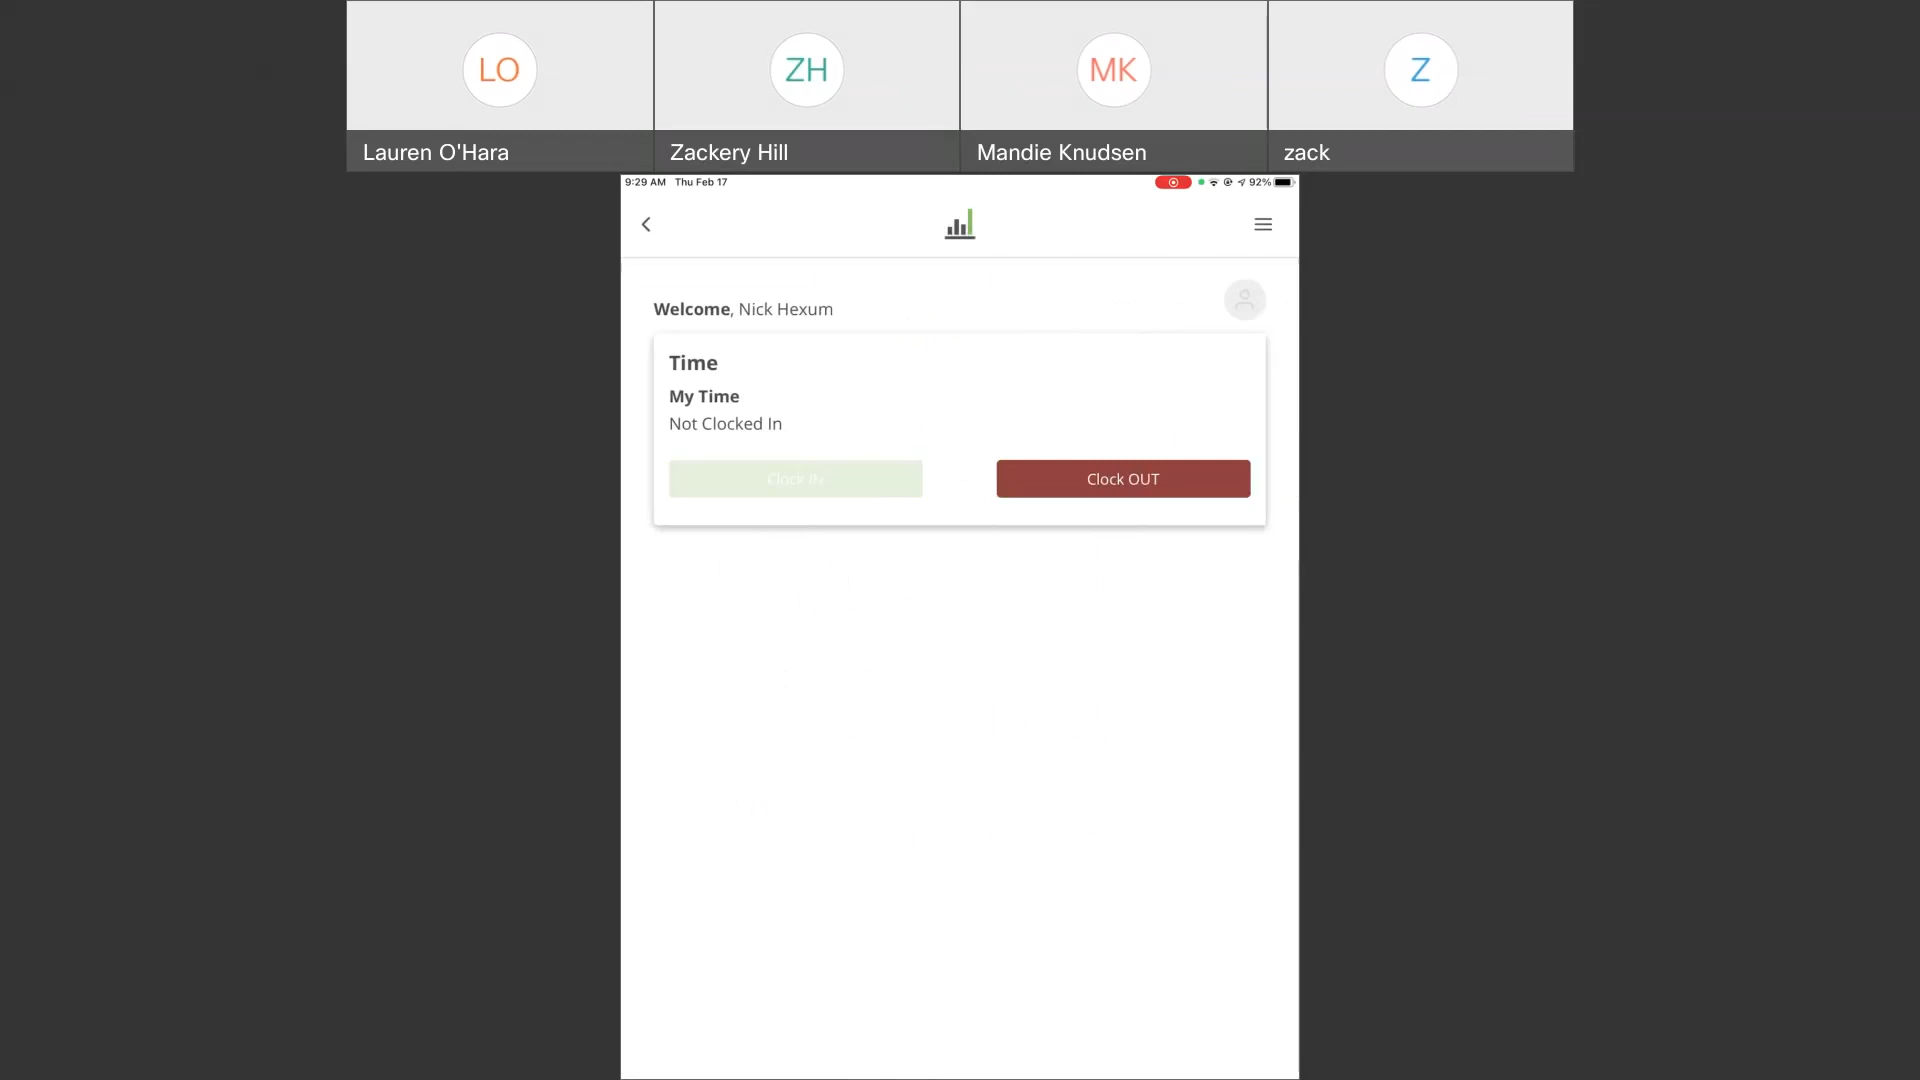 LO
ZH
MK
Z
Lauren O'Hara
Zackery Hill
Mandie Knudsen
zack
9:29 AM Thu Feb 17
92%
Welcome, Nick Hexum
Time
My Time
Not Clocked In
Clock IN
Clock OUT